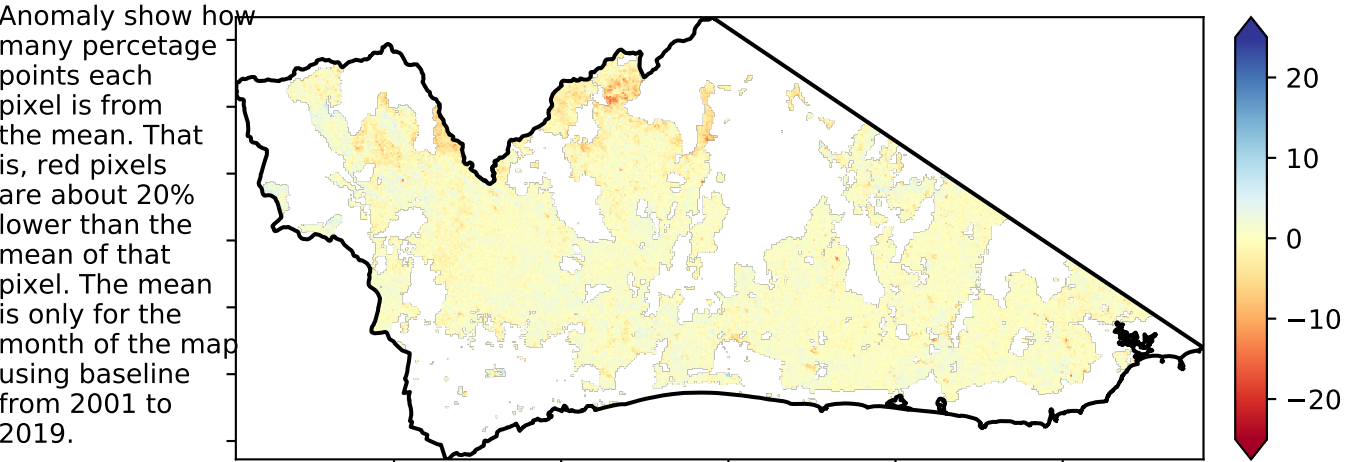 Anomaly show how
many percetage
points each
pixel is from
the mean. That
is, red pixels
are about 20%
lower than the
mean of that
pixel. The mean
is only for the
month of the map
using baseline
from 2001 to
2019.
20
10
0
−10
−20